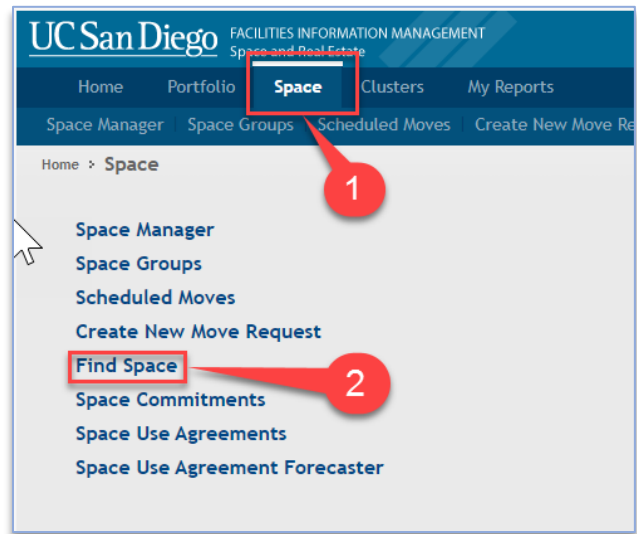 UC San Diego FACILITIES INFORMATION MANAGEMENT
Space and Real Estate
Home Portfolio Space Clusters My Reports
Space Manager Space Groups Scheduled Moves Create New Move Re
Home > Space
1
Space Manager
Space Groups
Scheduled Moves
Create New Move Request
Find Space
2
Space Commitments
Space Use Agreements
Space Use Agreement Forecaster